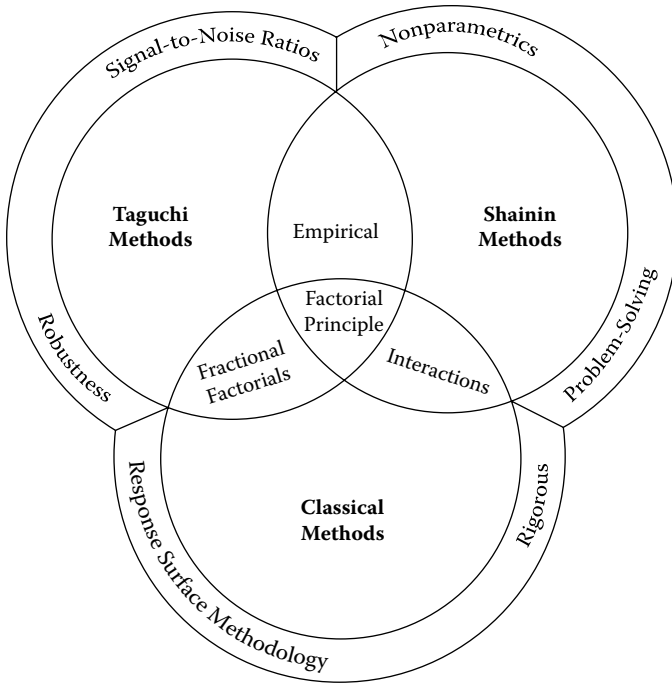 Signal-to-Noise Ratios
Nonparametrics
Taguchi
Methods
Shainin
Methods
Empirical
Factorial
Principle
Robustness
Fractional
Factorials
Interactions
Problem-Solving
Classical
Methods
Response Surface Methodology
Rigorous